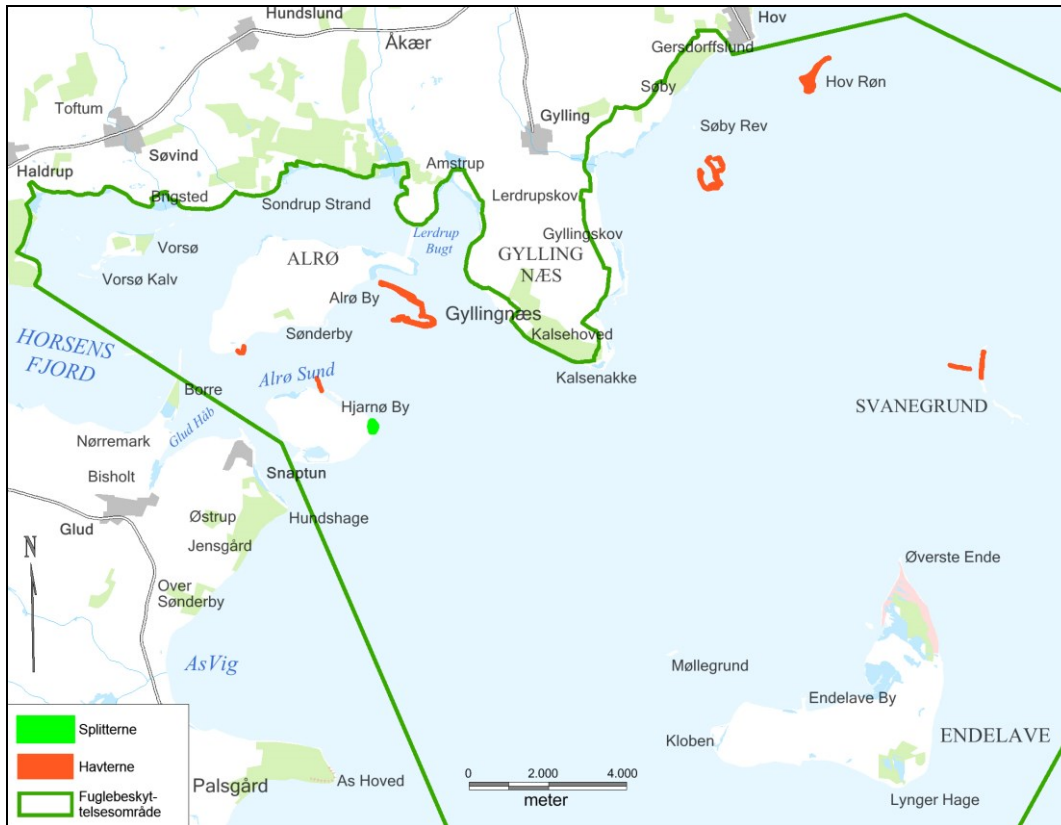 Hundslund
Hov
Åkær
Gersdorffslund
Søby
Hov Røn
Toftum
Gylling
Søby Rev
Søvind
Haldrup
Amstrup
Brigsted
Sondrup Strand
Lerdrupskov
Lerdrup
Bugt
Gyllingskov
Vorsø
ALRØ
GYLLING
NÆS
Vorsø Kalv
Alrø By
Gyllingnæs
Sønderby
Kalsehoved
HORSENS
FJORD
Alrø Sund
Kalsenakke
Borre
Hjarnø By
SVANEGRUND
Glud Håb
Nørremark
Bisholt
Snaptun
Østrup
Hundshage
Glud
Jensgård
N
Øverste Ende
Over
Sønderby
AsVig
Møllegrund
Endelave By
Kloben
ENDELAVE
Splitterne
Havterne
Fuglebeskyt-
telsesområde
Palsgård
As Hoved
0 2.000 4.000
meter
Lynger Hage